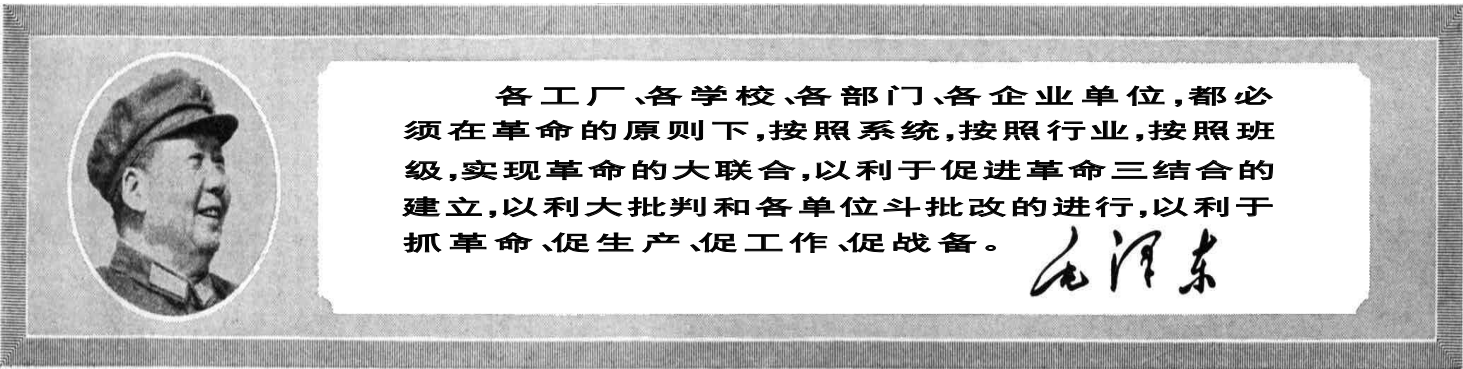 各工厂、各学校、各部门、各企业单位,都必
须在革命的原则下,按照系统,按照行业,按照班
级,实现革命的大联合,以利于促进革命三结合的
建立,以利大批判和各单位斗批改的进行,以利于
抓革命、促生产、促工作、促战备。
毛泽东